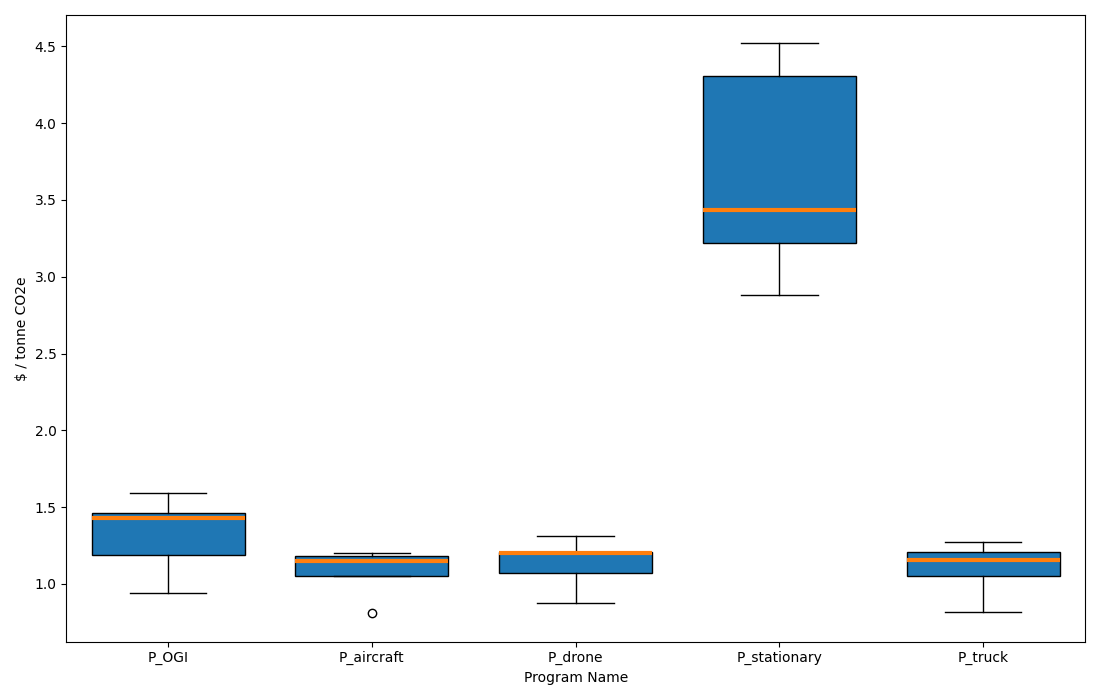 $ / tonne CO2e
4.5
4.0
3.5
3.0
2.5
2.0
1.5
1.0
P_OGI P_aircraft P_drone P_stationary P_truck
Program Name